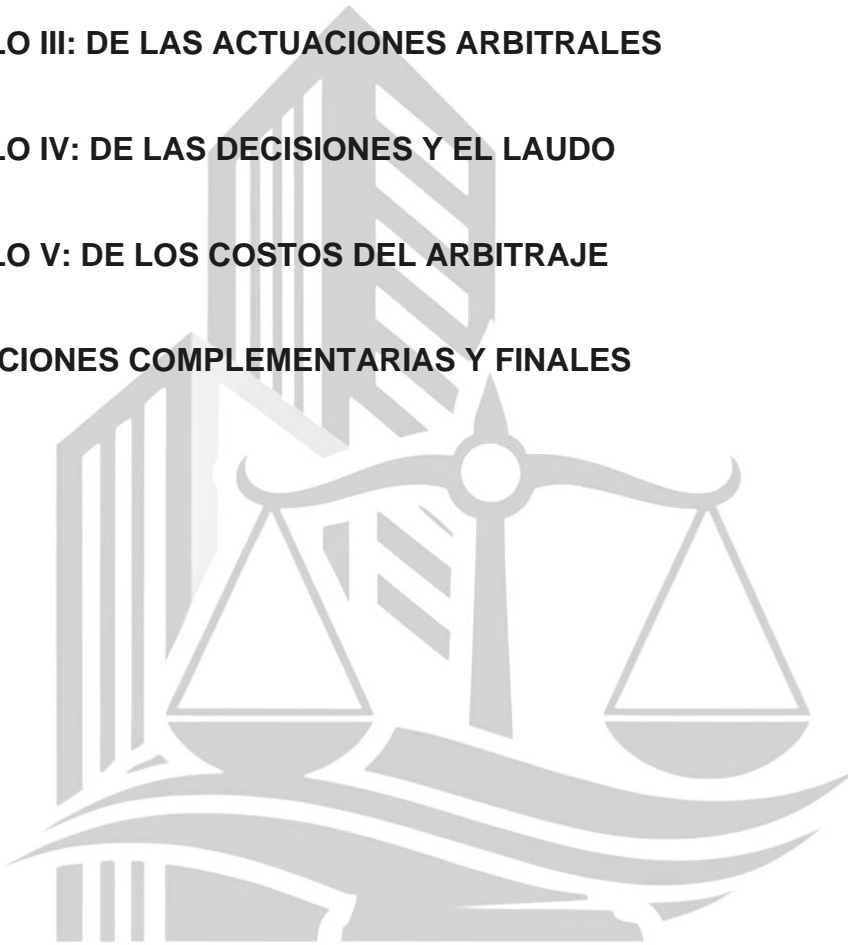 LO III: DE LAS ACTUACIONES ARBITRALES
LO IV: DE LAS DECISIONES Y EL LAUDO
LO V: DE LOS COSTOS DEL ARBITRAJE
CIONES COMPLEMENTARIAS Y FINALES